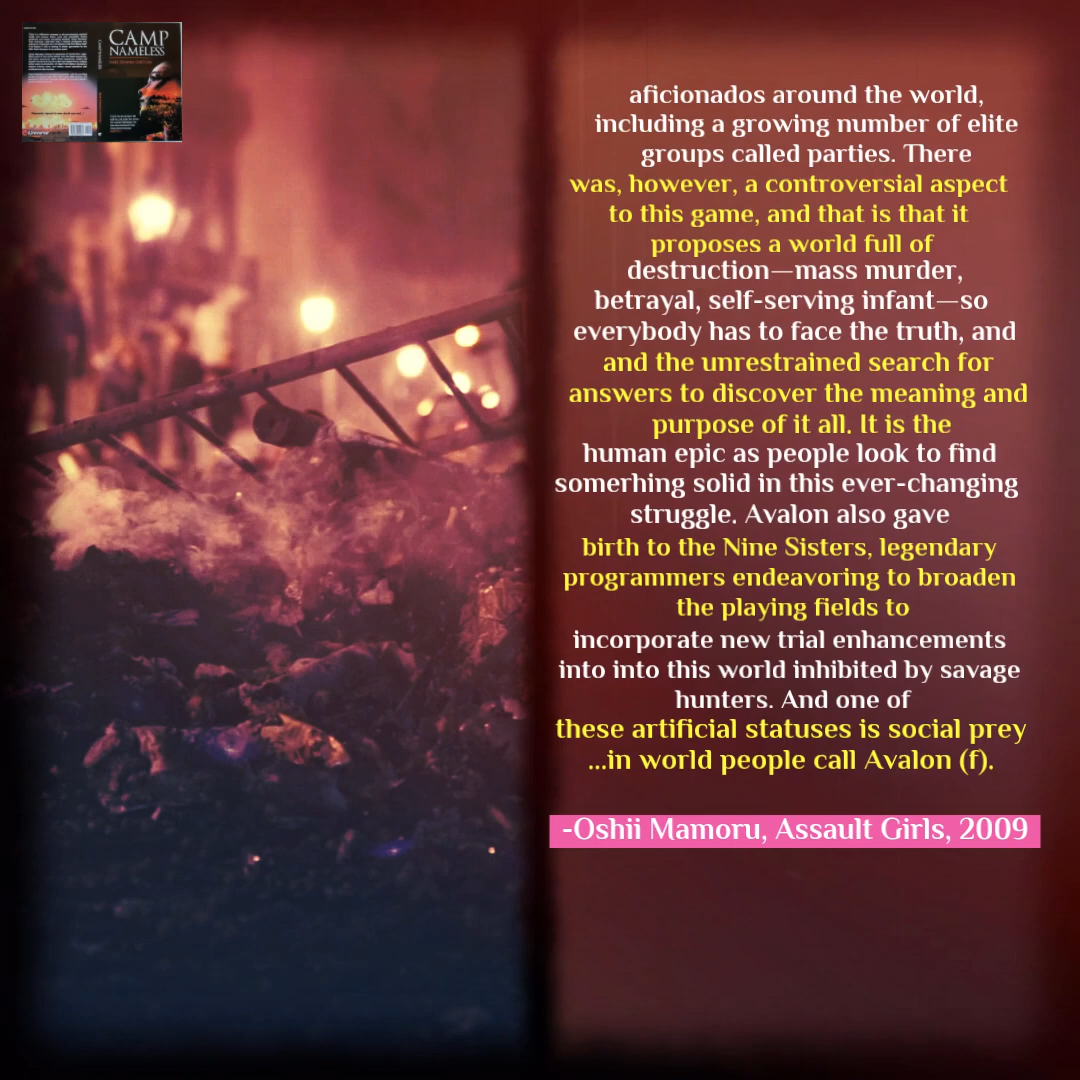 CAMP
NAMELESS
iUniverse
aficionados around the world,
including a growing number of elite
groups called parties. There
was, however, a controversial aspect
to this game, and that is that it
proposes a world full of
destruction—mass murder,
betrayal, self-serving infant—so
everybody has to face the truth, and
and the unrestrained search for
answers to discover the meaning and
purpose of it all. It is the
human epic as people look to find
somerhing solid in this ever-changing
struggle. Avalon also gave
birth to the Nine Sisters, legendary
programmers endeavoring to broaden
the playing fields to
incorporate new trial enhancements
into into this world inhibited by savage
hunters. And one of
these artificial statuses is social prey
...in world people call Avalon (f).
-Oshii Mamoru, Assault Girls, 2009